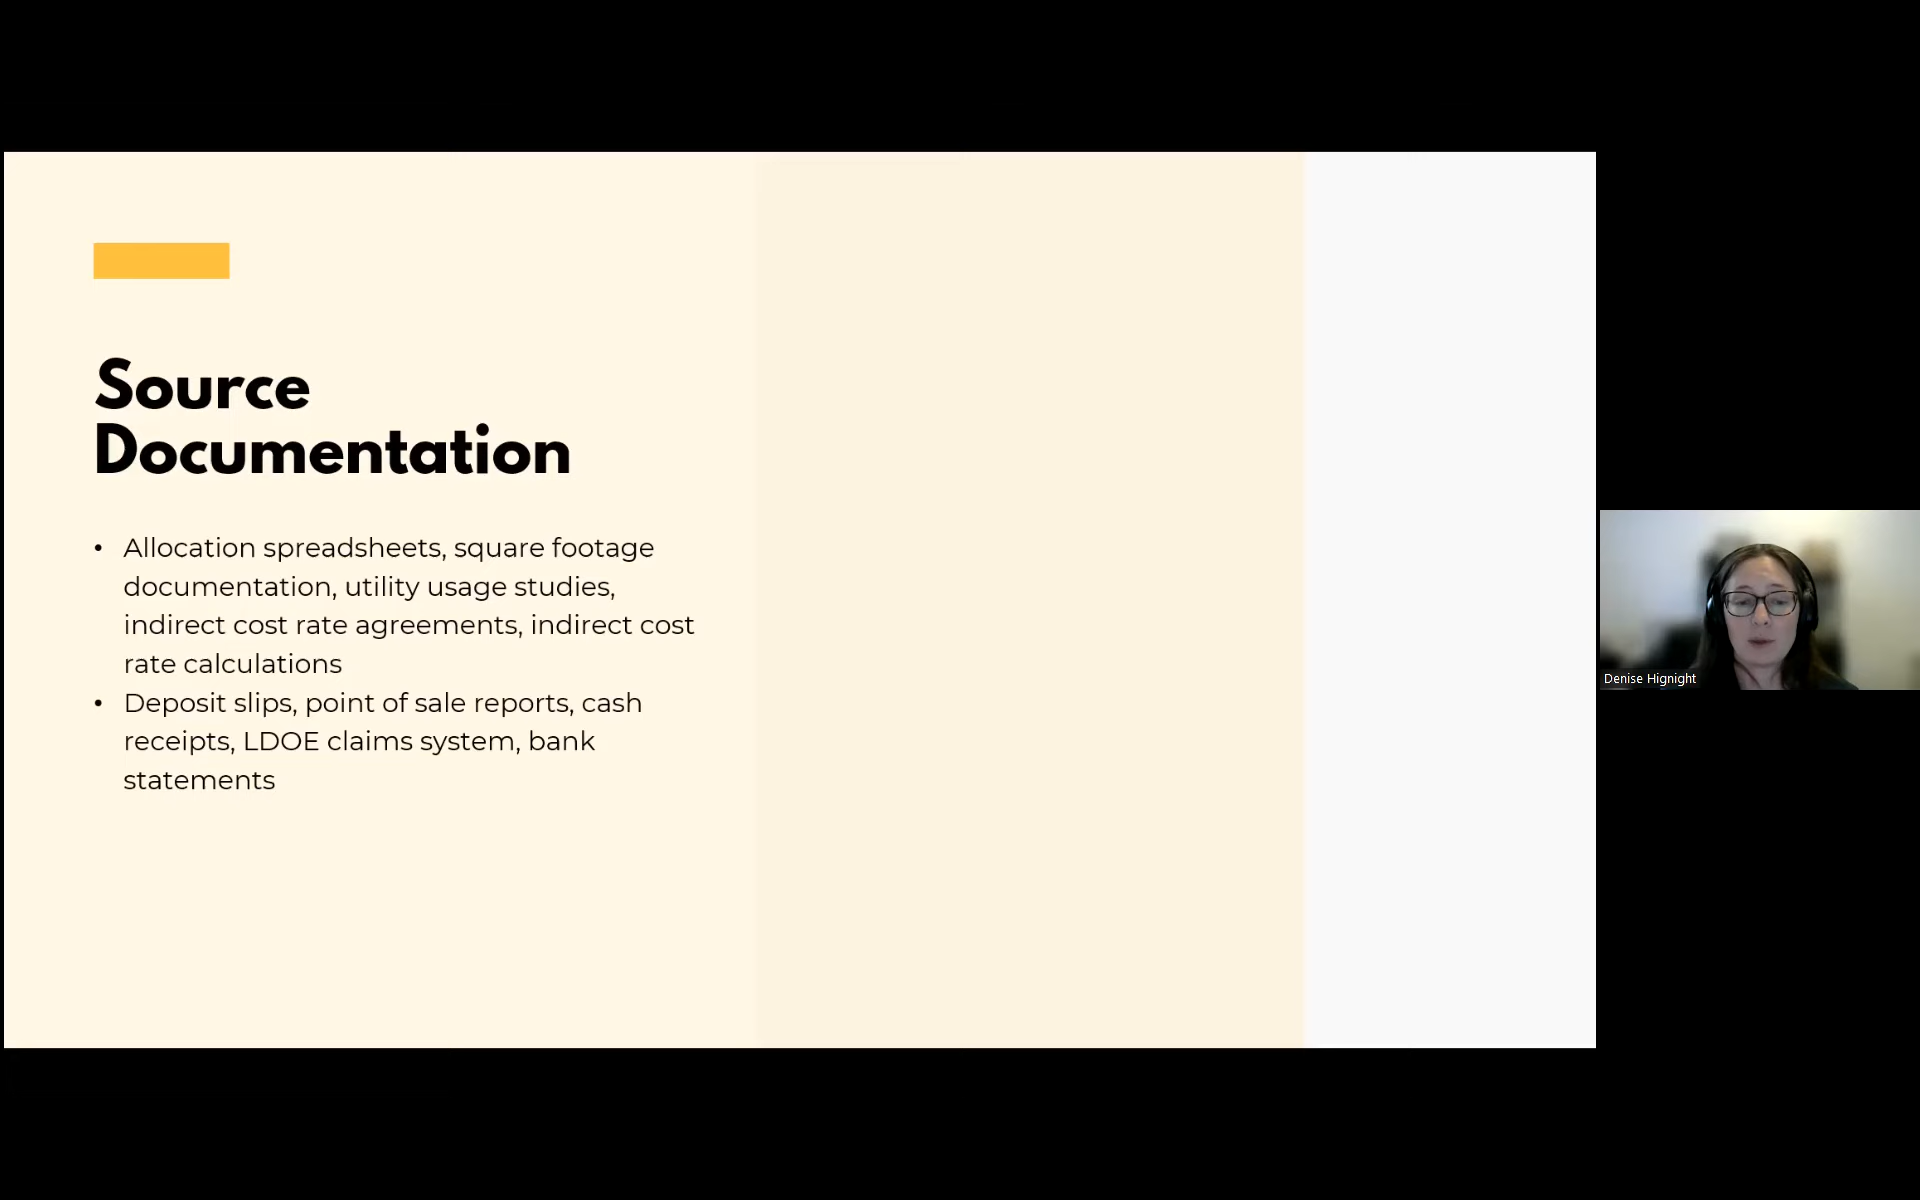 Source
Documentation
• Allocation spreadsheets, square footage
documentation, utility usage studies,
indirect cost rate agreements, indirect cost
rate calculations
• Deposit slips, point of sale reports, cash
receipts, LDOE claims system, bank
statements
Denise Hignight